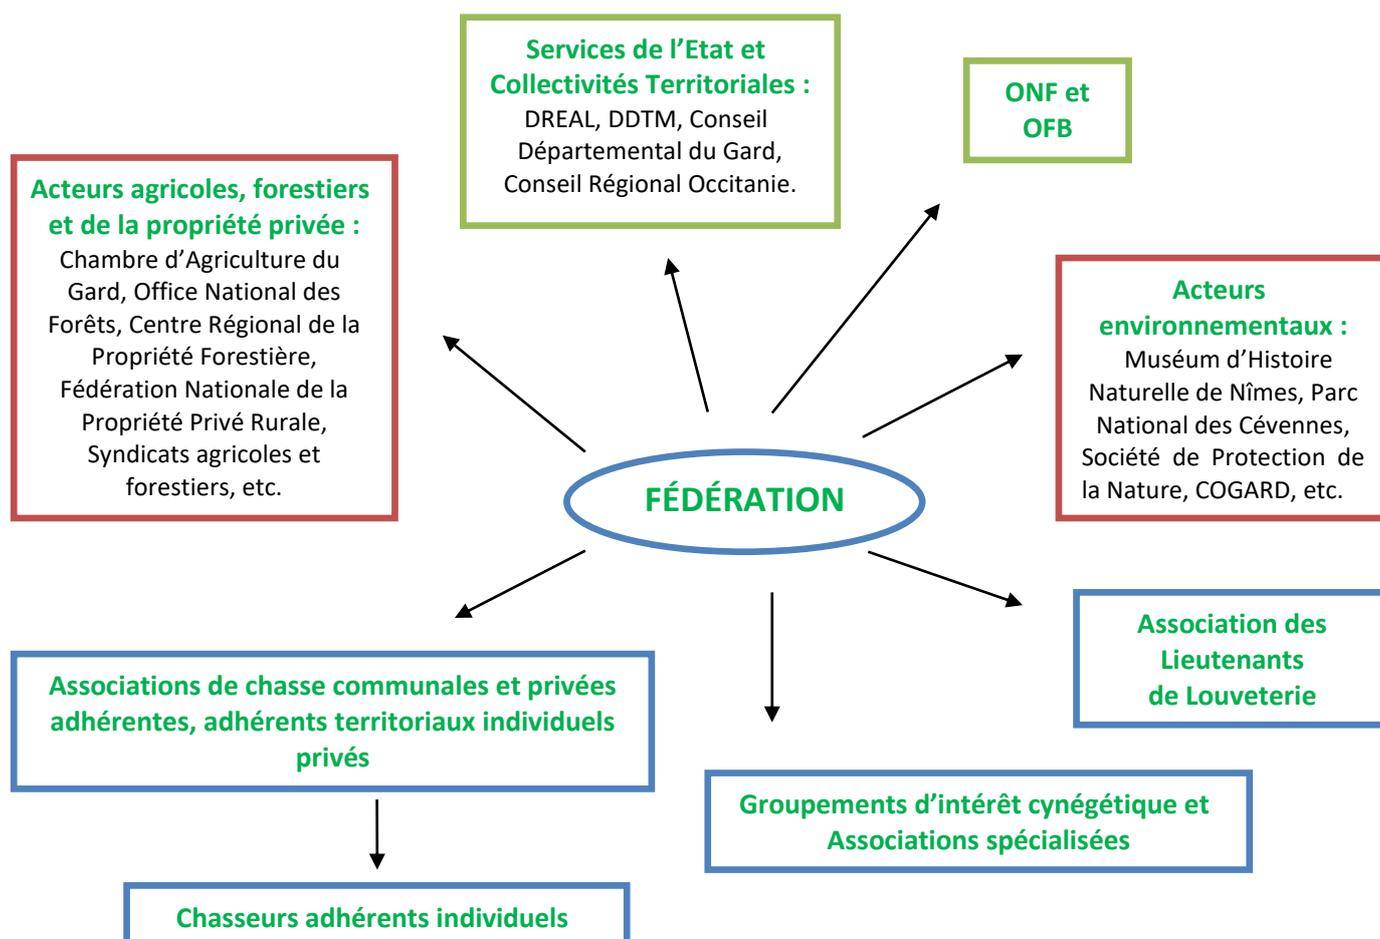 Services de l’Etat et
Collectivités Territoriales :
DREAL, DDTM, Conseil
Départemental du Gard,
Conseil Régional Occitanie.
ONF et
OFB
Acteurs agricoles, forestiers
et de la propriété privée :
Chambre d’Agriculture du
Gard, Office National des
Forêts, Centre Régional de la
Propriété Forestière,
Fédération Nationale de la
Propriété Privé Rurale,
Syndicats agricoles et
forestiers, etc.
Acteurs
environnementaux :
Muséum d’Histoire
Naturelle de Nîmes, Parc
National des Cévennes,
Société de Protection de
la Nature, COGARD, etc.
FÉDÉRATION
Association des
Lieutenants
de Louveterie
Associations de chasse communales et privées
adhérentes, adhérents territoriaux individuels
privés
Groupements d’intérêt cynégétique et
Associations spécialisées
Chasseurs adhérents individuels